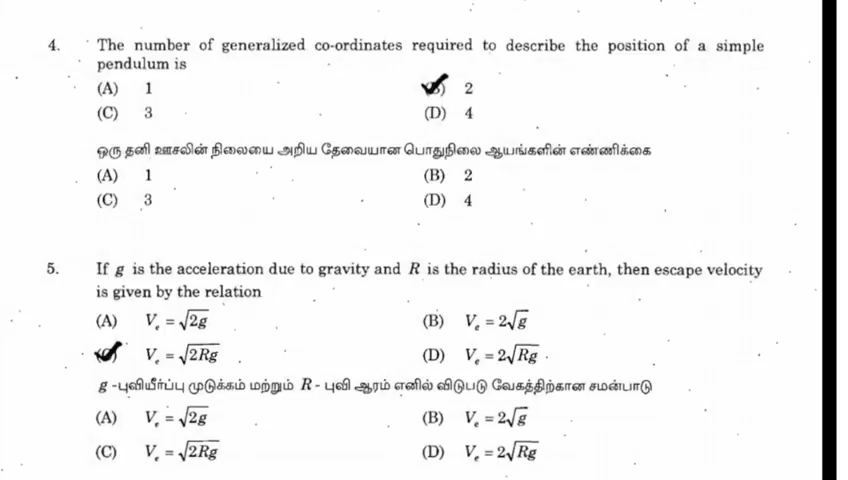 4. The number of generalized co-ordinates required to describe the position of a simple
pendulum is
(A) 1 (B) 2
(C) 3 (D) 4
ஒரு தனி ஊசலின் நிலையை அறிய தேவையான பொதுநிலை ஆயங்களின் எண்ணிக்கை
(A) 1 (B) 2
(C) 3 (D) 4
5. If g is the acceleration due to gravity and R is the radius of the earth, then escape velocity
is given by the relation
(A) Vₑ = √2g (B) Vₑ = 2√g
(C) Vₑ = √2Rg (D) Vₑ = 2√Rg
g -புவியீர்ப்பு முடுக்கம் மற்றும் R - புவி ஆரம் எனில் விடுபடு வேகத்திற்கான சமன்பாடு
(A) Vₑ = √2g (B) Vₑ = 2√g
(C) Vₑ = √2Rg (D) Vₑ = 2√Rg